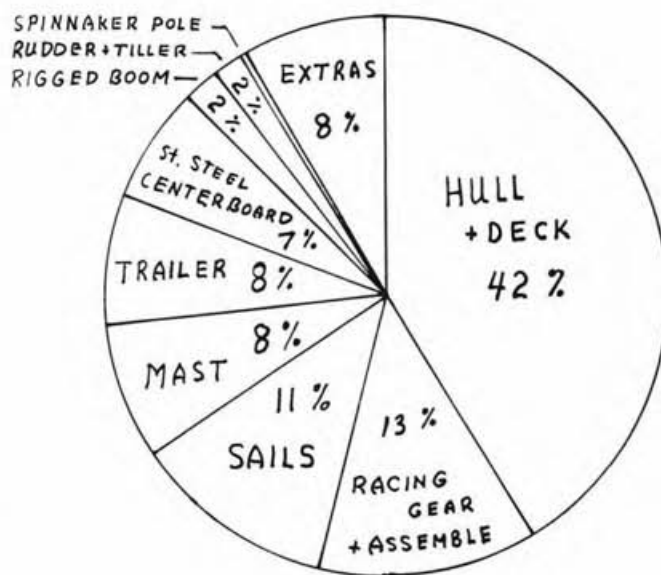 SPINNAKER POLE
RUDDER + TILLER
RIGGED BOOM
2%
2%
EXTRAS
8%
HULL
+ DECK
42%
St. STEEL
CENTERBOARD
7%
TRAILER
8%
MAST
8%
SAILS
11%
13%
RACING
GEAR
+ ASSEMBLE